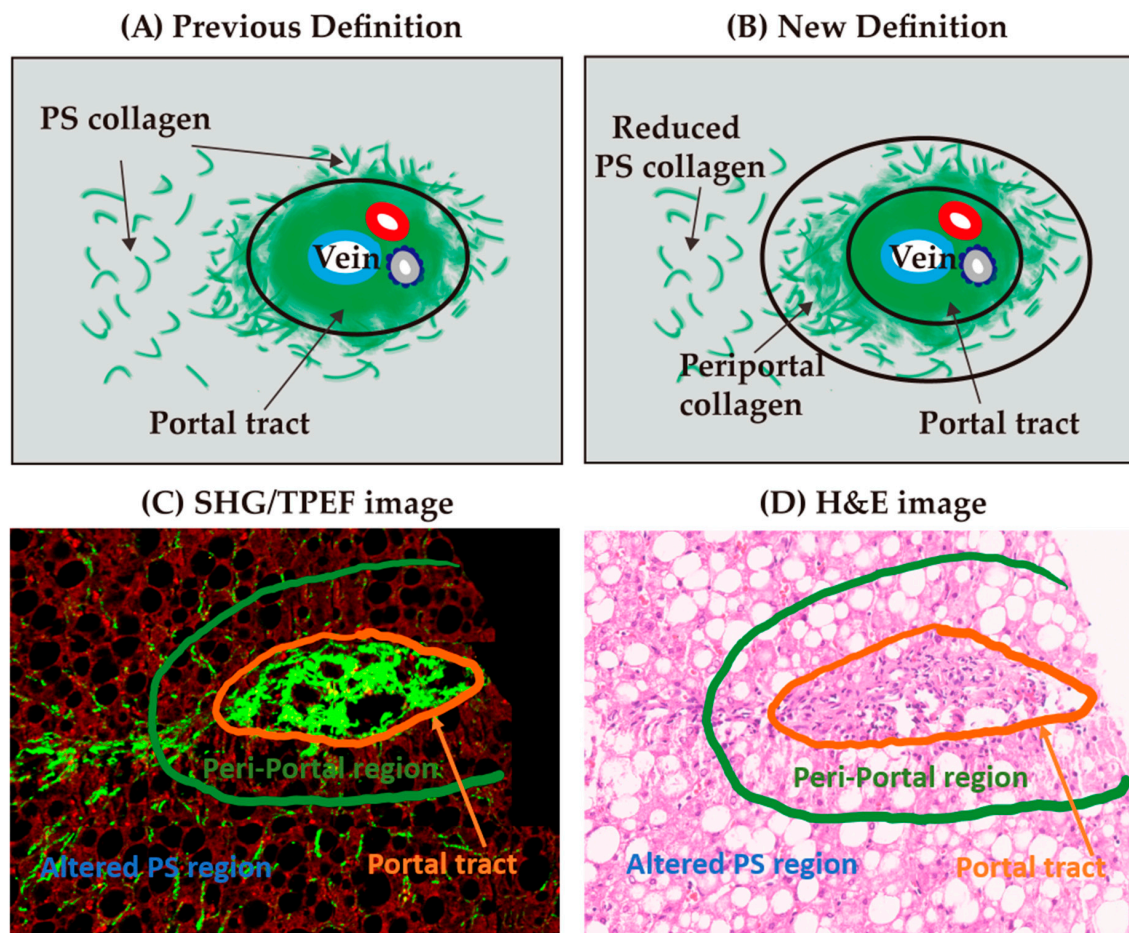 (A) Previous Definition
PS collagen
Vein
Portal tract
(B) New Definition
Reduced
PS collagen
Vein
Periportal
collagen
Portal tract
(C) SHG/TPEF image
Peri-Portal region
Altered PS region
Portal tract
(D) H&E image
Peri-Portal region
Altered PS region
Portal tract